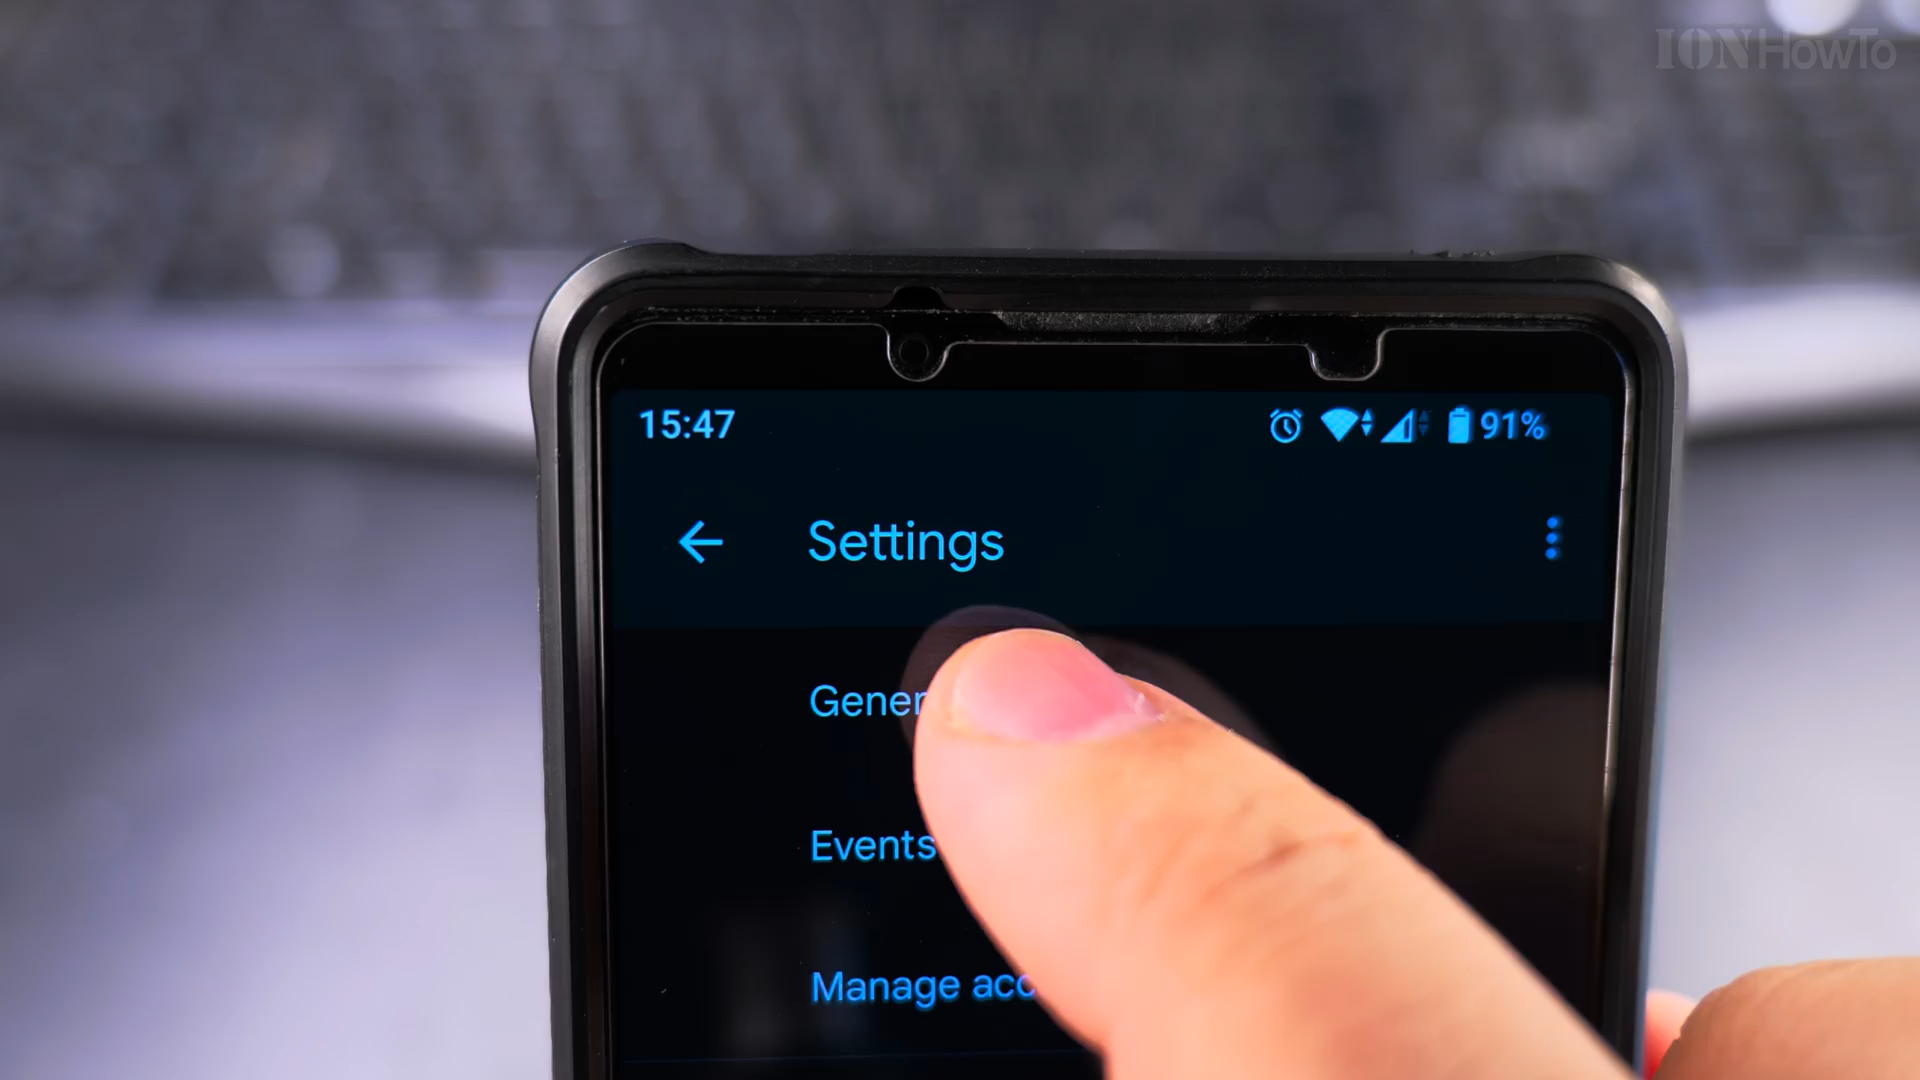 IONHowTo
15:47 91%
Settings
Gener
Events
Manage acc